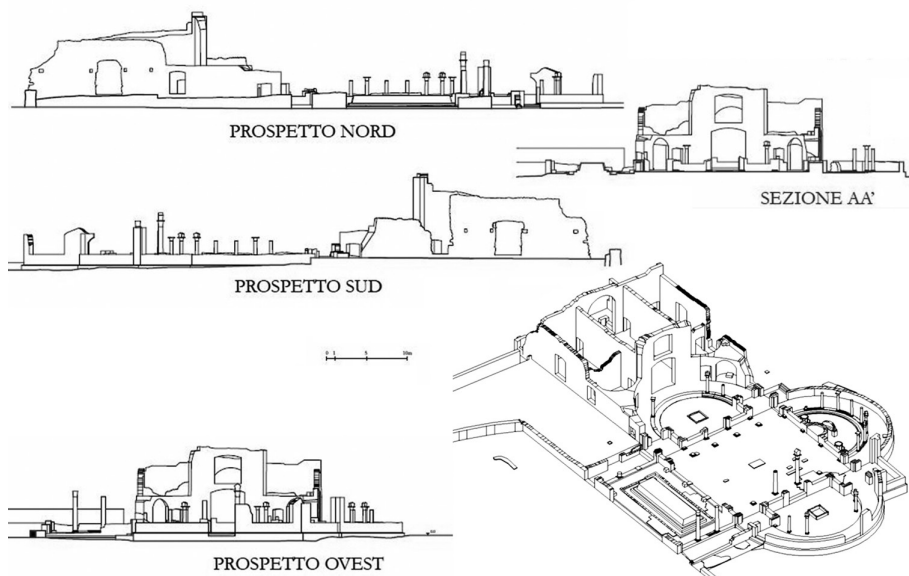 PROSPETTO NORD
SEZIONE AA'
PROSPETTO SUD
0 1 5 10m
PROSPETTO OVEST